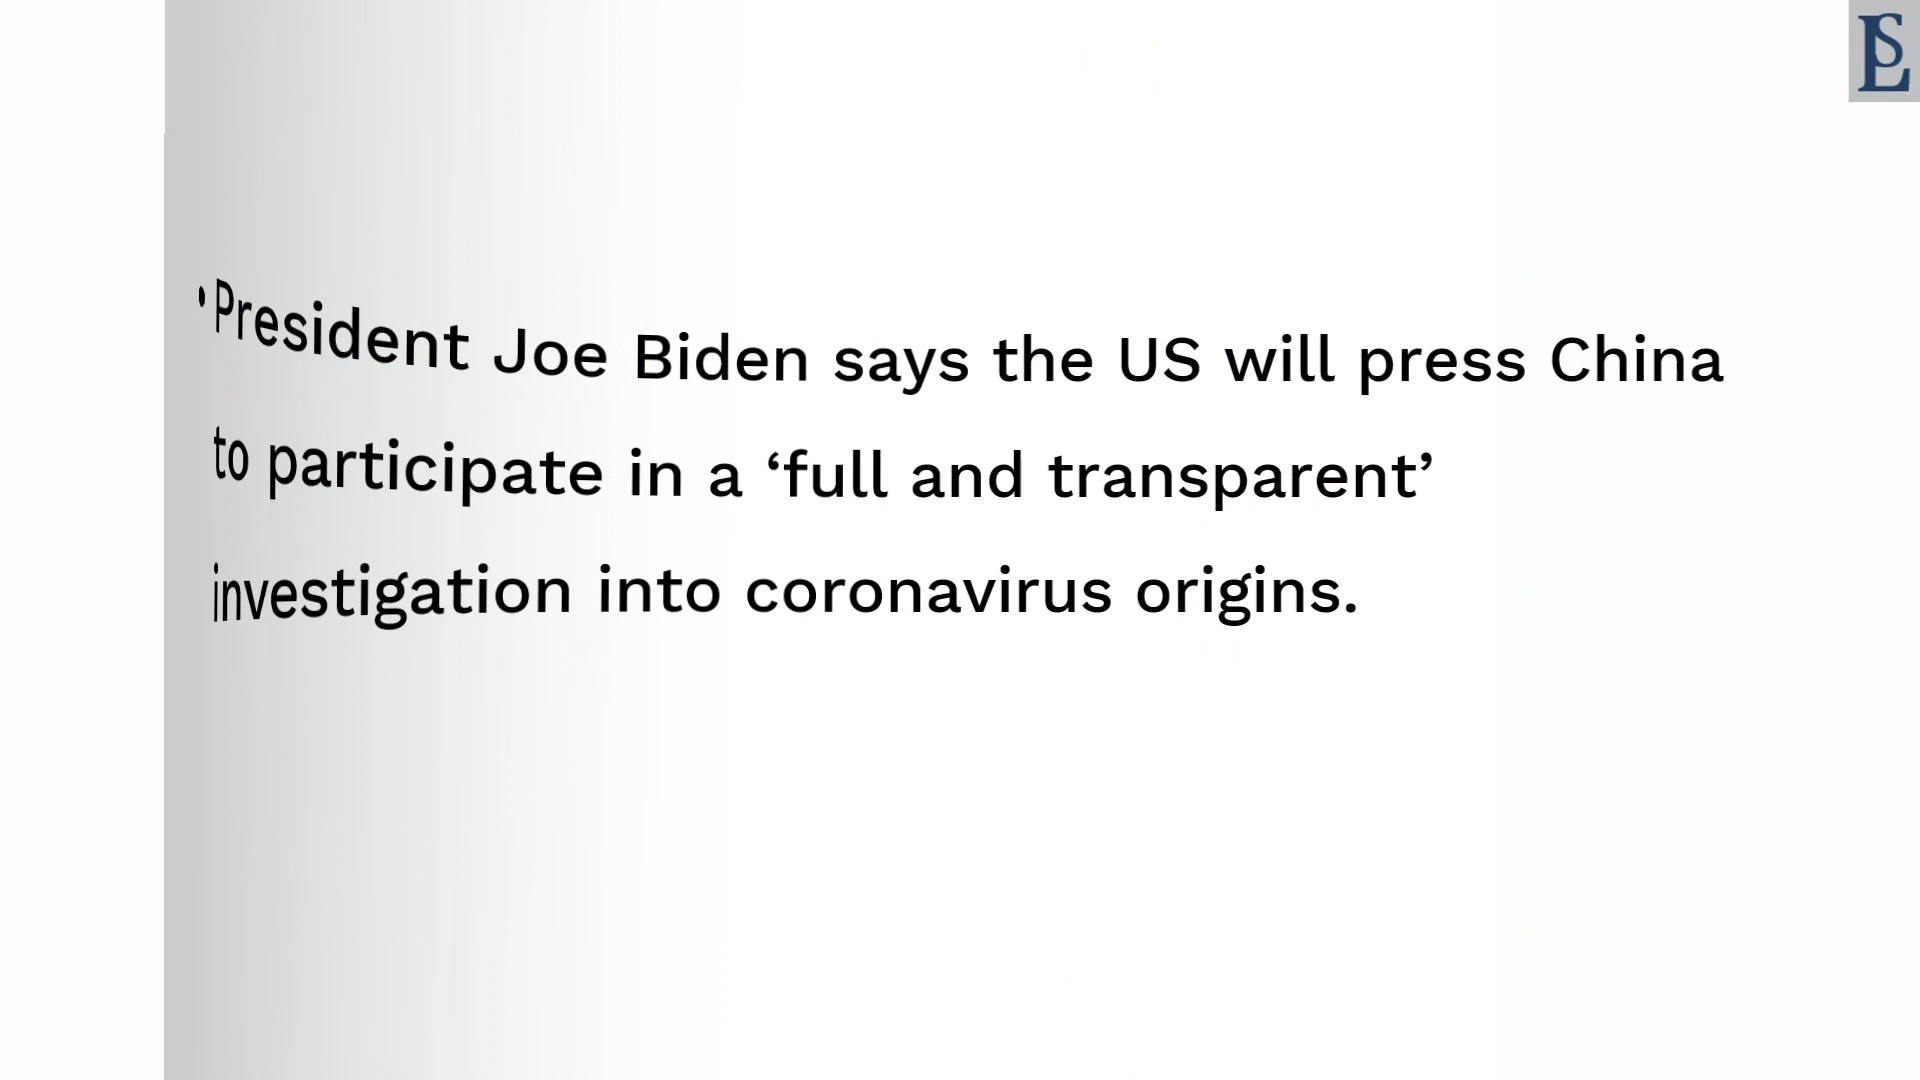 • President Joe Biden says the US will press China
to participate in a ‘full and transparent’
investigation into coronavirus origins.
LS